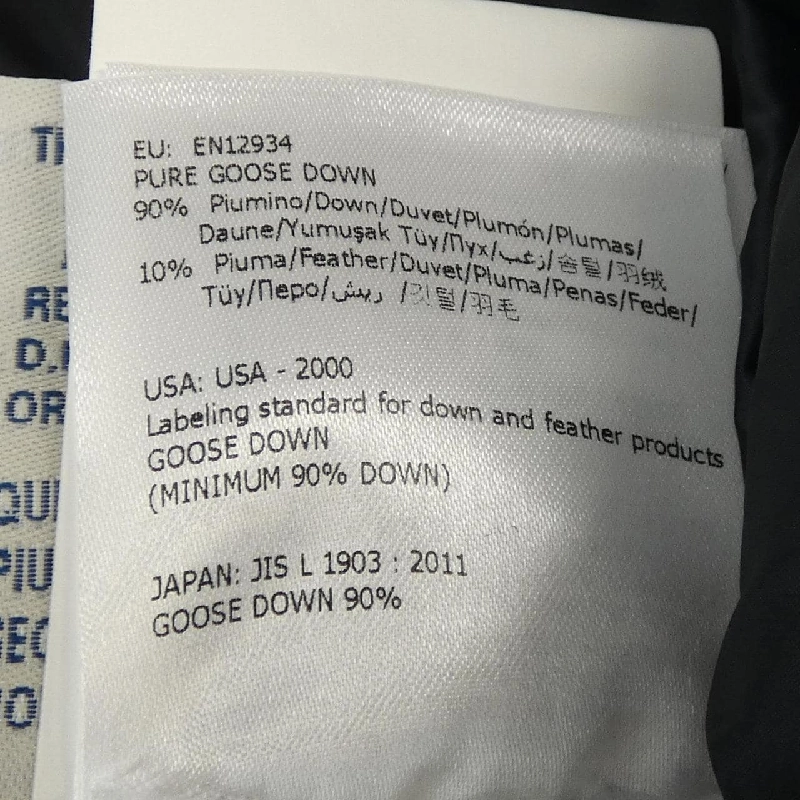 EU: EN12934
PURE GOOSE DOWN
90% Piumino/Down/Duvet/Plumón/Plumas/
Daune/Yumuşak Tüy/Пух/زغب/솜털/羽绒
10% Piuma/Feather/Duvet/Pluma/Penas/Feder/
Tüy/Перо/ريش /깃털/羽毛
USA: USA - 2000
Labeling standard for down and feather products
GOOSE DOWN
(MINIMUM 90% DOWN)
JAPAN: JIS L 1903 : 2011
GOOSE DOWN 90%